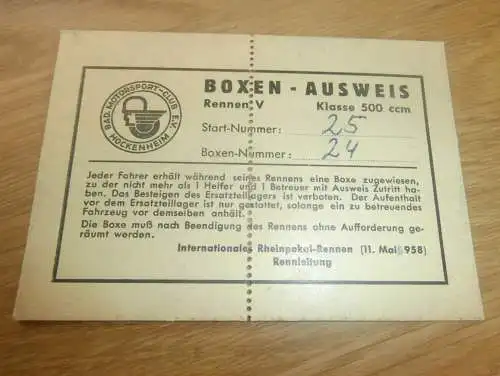 BAD. MOTORSPORT-CLUB E.V.
HOCKENHEIM
BOXEN - AUSWEIS
Rennen V Klasse 500 ccm
Start-Nummer: 25
Boxen-Nummer: 24
Jeder Fahrer erhält während seines Rennens eine Boxe zugewiesen,
zu der nicht mehr als 1 Helfer und 1 Betreuer mit Ausweis Zutritt ha-
ben. Das Besteigen des Ersatzteillagers ist verboten. Der Aufenthalt
vor dem Ersatzteillager ist nur gestattet, solange ein zu betreuendes
Fahrzeug vor demselben anhält.
Die Boxe muß nach Beendigung des Rennens ohne Aufforderung ge-
räumt werden.
Internationales Rheinpokal-Rennen (11. Mai 1958)
Rennleitung